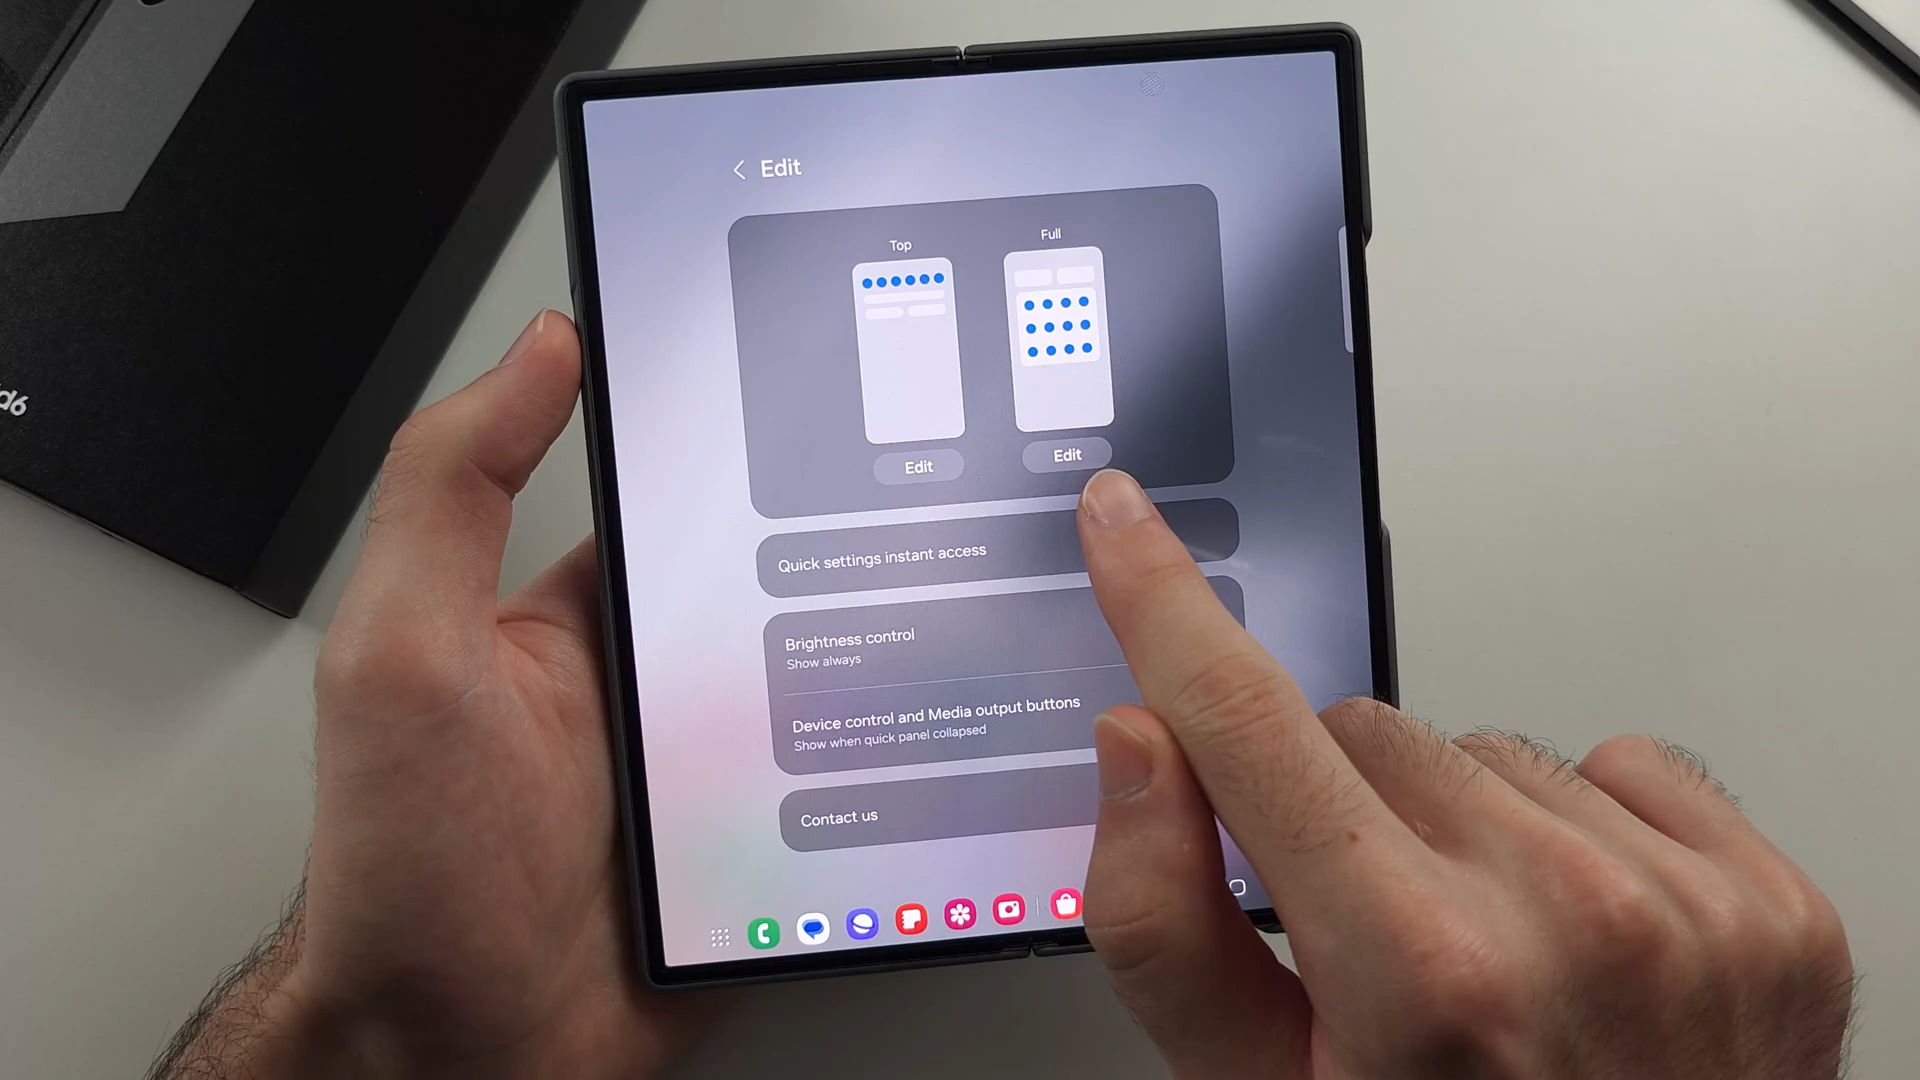 Edit
Top
Full
Edit
Edit
Quick settings instant access
Brightness control
Show always
Device control and Media output buttons
Show when quick panel collapsed
Contact us
d6